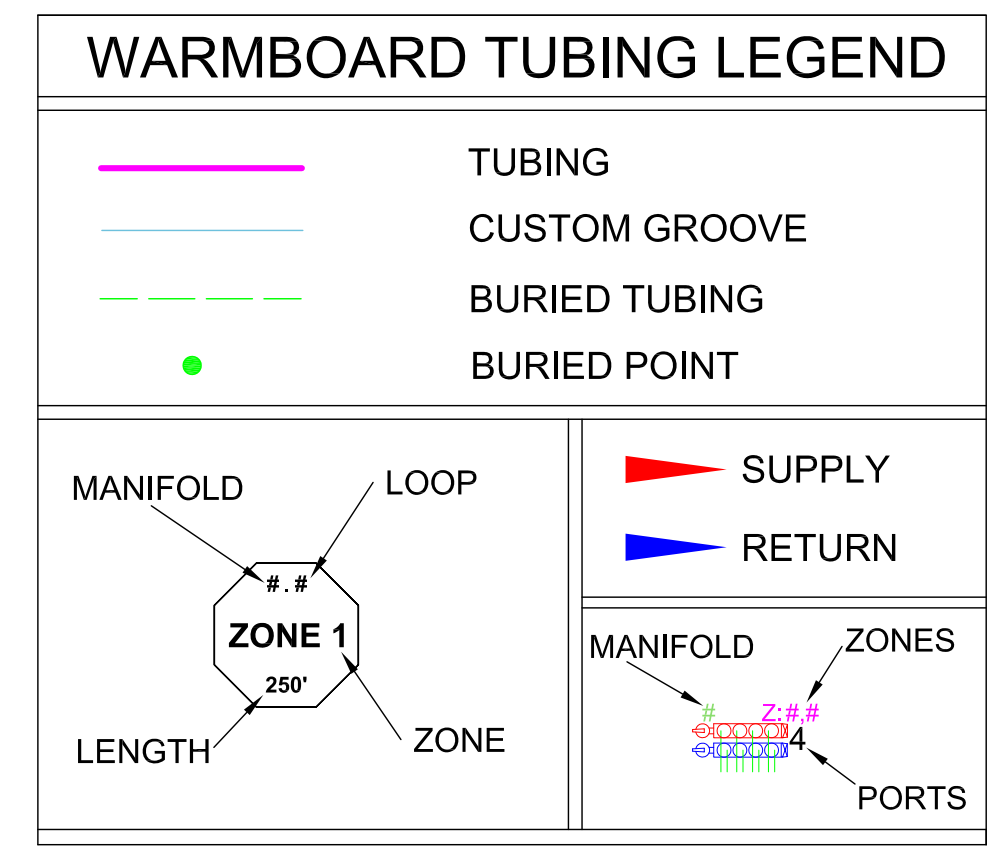 WARMBOARD TUBING LEGEND
TUBING
CUSTOM GROOVE
BURIED TUBING
BURIED POINT
MANIFOLD
LOOP
#.#
ZONE 1
250'
LENGTH
ZONE
SUPPLY
RETURN
MANIFOLD
ZONES
# Z:#,#
4
PORTS